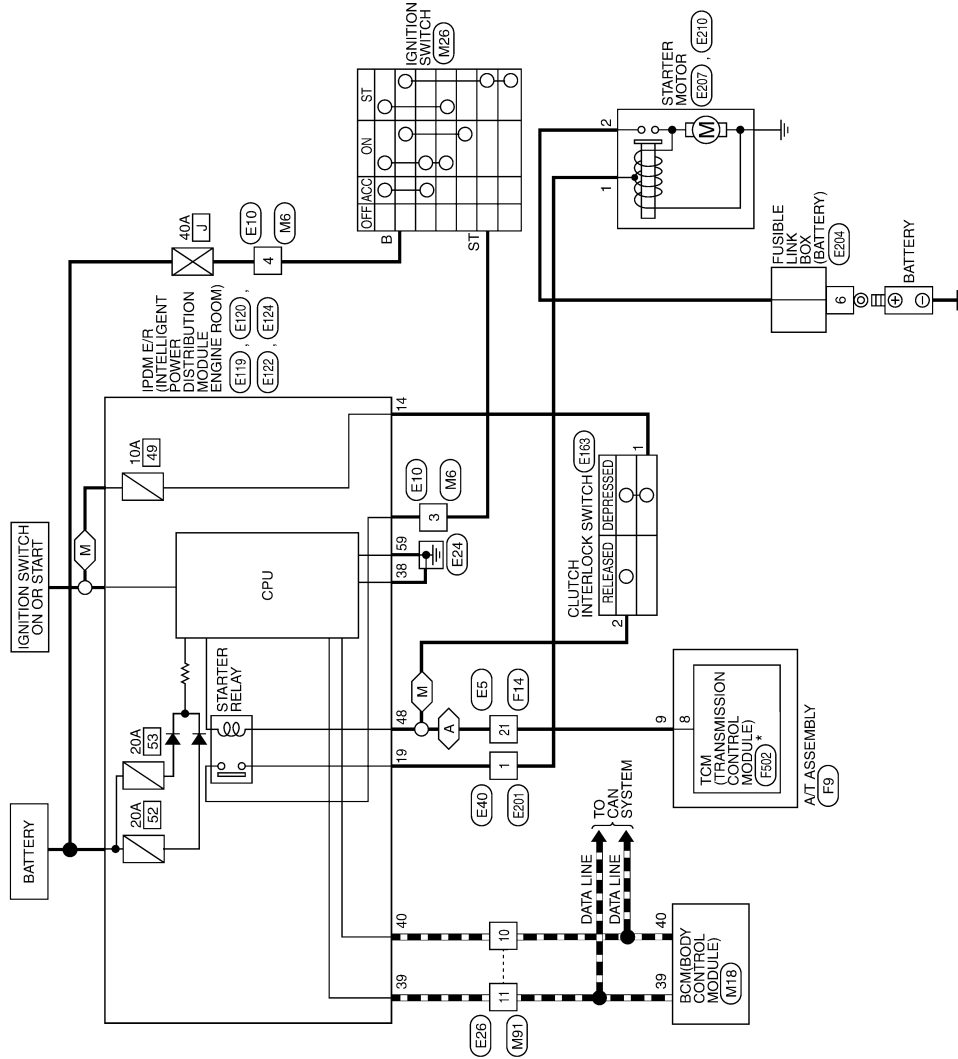 BATTERY
IGNITION SWITCH
ON OR START
40A
J
E10
M6
4
IGNITION
SWITCH
M26
OFF
ACC
ON
ST
B
ST
IPDM E/R
(INTELLIGENT
POWER
DISTRIBUTION
MODULE
ENGINE ROOM)
E119 , E120 ,
E122 , E124
20A
52
20A
53
M
10A
49
STARTER
RELAY
CPU
39
40
19
48
38
59
14
E24
E10
M6
3
STARTER
MOTOR
E207 , E210
1
2
M
M
A
E5
F14
21
E40
E201
1
CLUTCH
INTERLOCK SWITCH
E163
RELEASED
DEPRESSED
2
1
FUSIBLE
LINK
BOX
(BATTERY)
E204
6
BATTERY
+
−
E26
M91
11
10
DATA LINE
DATA LINE
TO
CAN
SYSTEM
39
40
BCM(BODY
CONTROL
MODULE)
M18
9
8
TCM
(TRANSMISSION
CONTROL
MODULE)
F502 *
A/T ASSEMBLY
F9